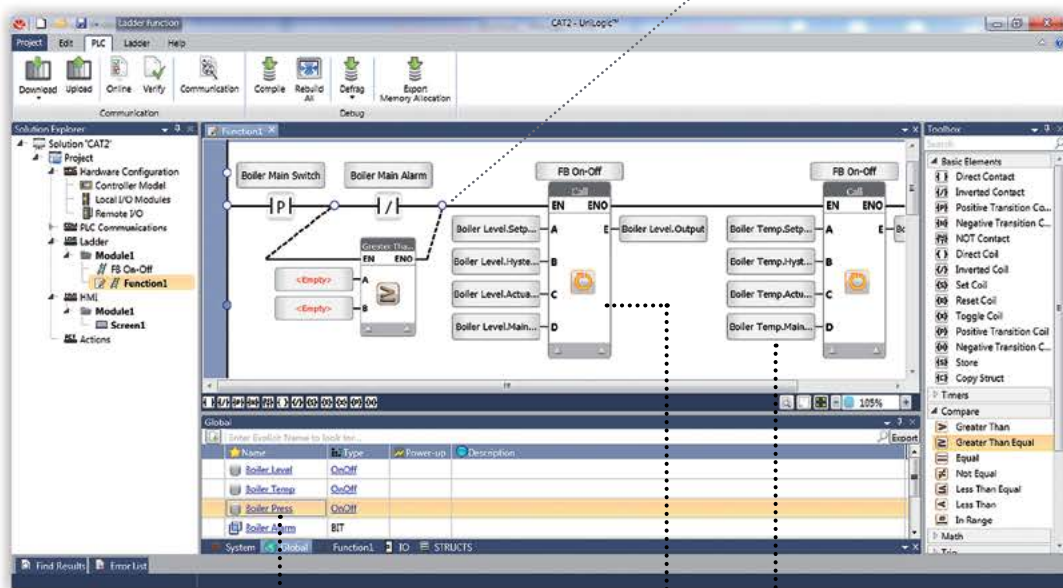 Ladder Function
CAT2 - UniLogic™
Project Edit PLC Ladder Help
Download Upload Online Verify Communication Compile Rebuild All Defrag Export Memory Allocation
Communication Debug
Solution Explorer
Solution 'CAT2'
Project
Hardware Configuration
Controller Model
Local I/O Modules
Remote I/O
PLC Communications
Ladder
Module1
FB On-Off
Function1
HMI
Module1
Screen1
Actions
Function1
Boiler Main Switch Boiler Main Alarm FB On-Off FB On-Off
Call Call
P / EN ENO EN ENO
Boiler Level.Setp... A E Boiler Level.Output Boiler Temp.Setp... A E
Greater Tha...
EN ENO
Boiler Level.Hyste... B Boiler Temp.Hyst... B
<Empty> A
Boiler Level.Actua... C Boiler Temp.Actu... C
<Empty> B
Boiler Level.Main... D Boiler Temp.Main... D
105%
Global
Enter Explicit Name to look for...
Export
Name Type Power-up Description
Boiler Level OnOff
Boiler Temp OnOff
Boiler Press OnOff
Boiler Alarm BIT
System Global Function1 IO STRUCTS
Find Results Error List
Toolbox
Search
Basic Elements
Direct Contact
Inverted Contact
Positive Transition Co...
Negative Transition C...
NOT Contact
Direct Coil
Inverted Coil
Set Coil
Reset Coil
Toggle Coil
Positive Transition Coil
Negative Transition C...
Store
Copy Struct
Timers
Compare
Greater Than
Greater Than Equal
Equal
Not Equal
Less Than Equal
Less Than
In Range
Math